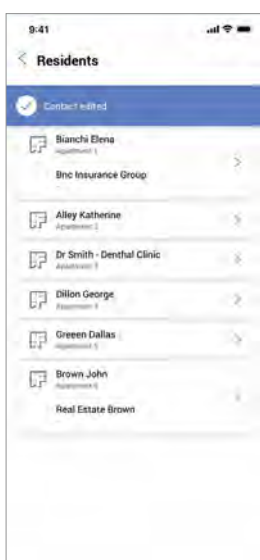 9:41
Residents
Contact edited
Bianchi Elena
Apartment 1
Bnc Insurance Group
Alley Katherine
Apartment 2
Dr Smith - Denthal Clinic
Apartment 3
Dillon George
Apartment 4
Greeen Dallas
Apartment 5
Brown John
Apartment 6
Real Estate Brown